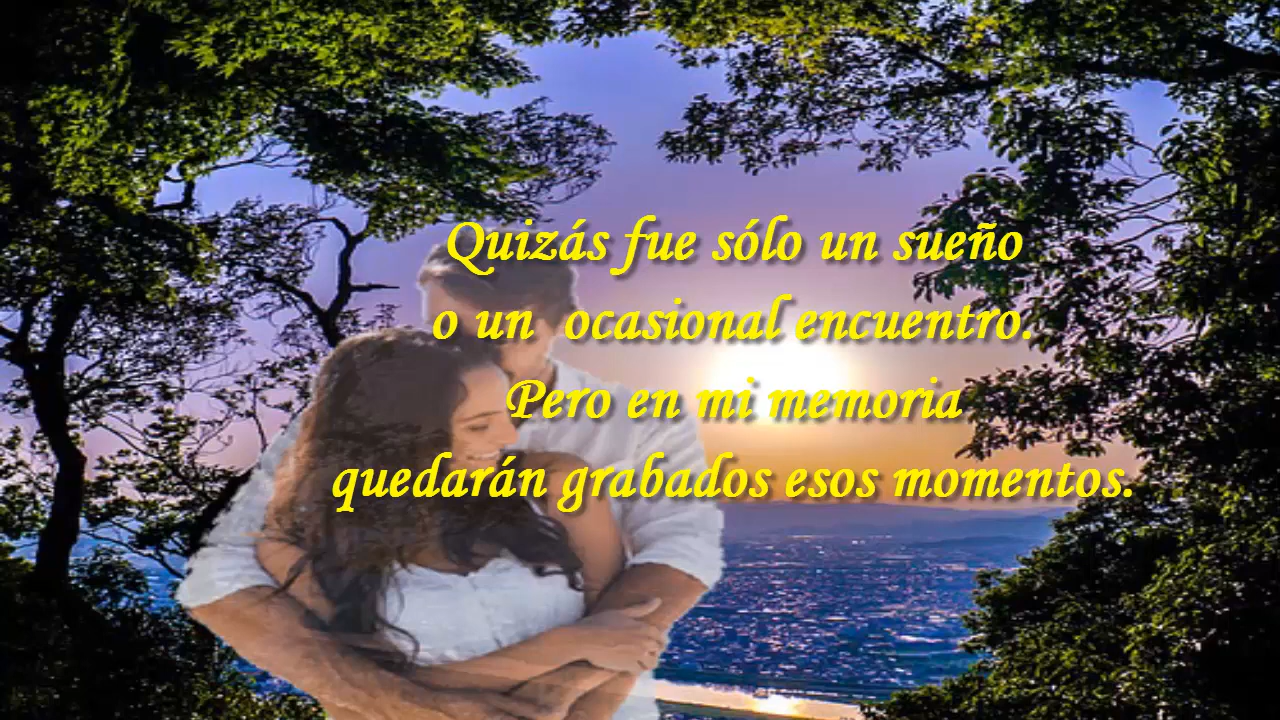 Quizás fue sólo un sueño
o un ocasional encuentro.
Pero en mi memoria
quedarán grabados esos momentos.